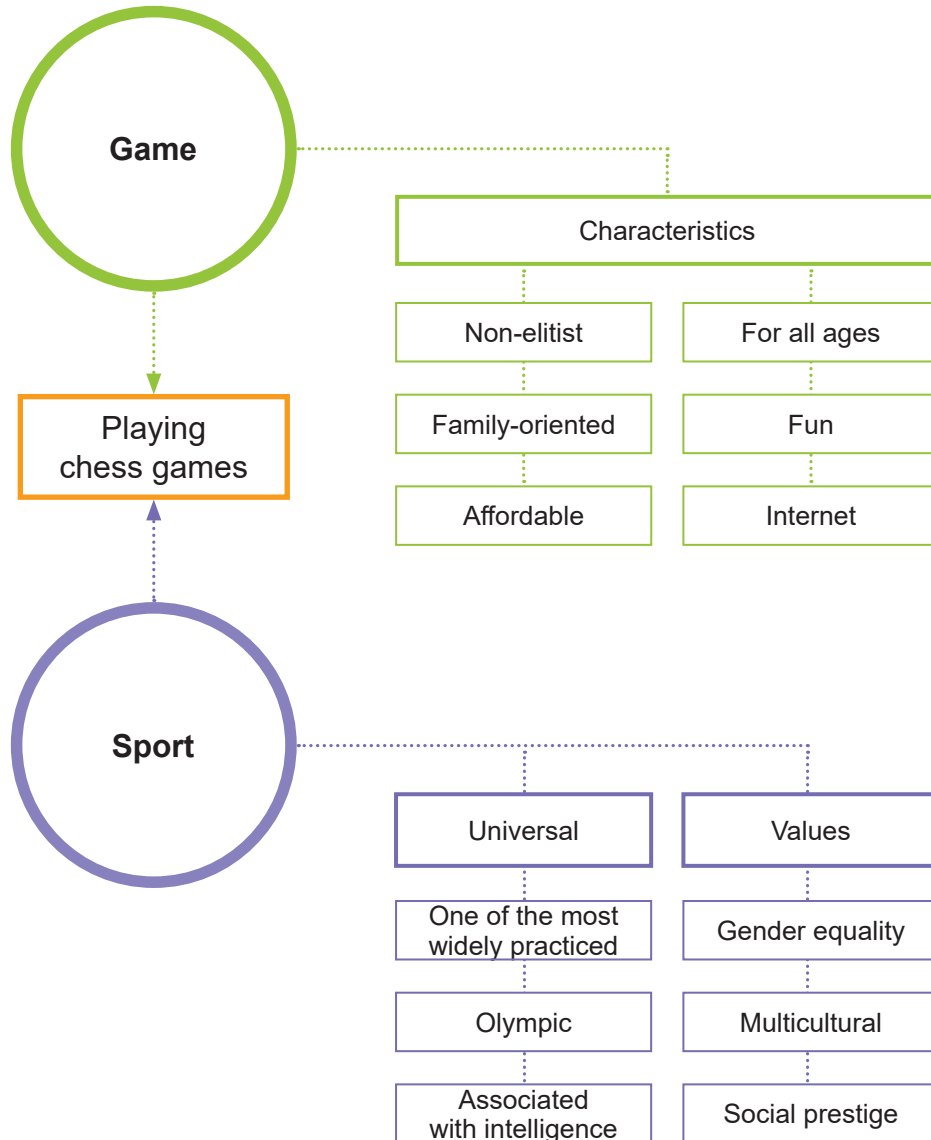 Game
Characteristics
Non-elitist
For all ages
Playing
chess games
Family-oriented
Fun
Affordable
Internet
Sport
Universal
Values
One of the most
widely practiced
Gender equality
Olympic
Multicultural
Associated
with intelligence
Social prestige